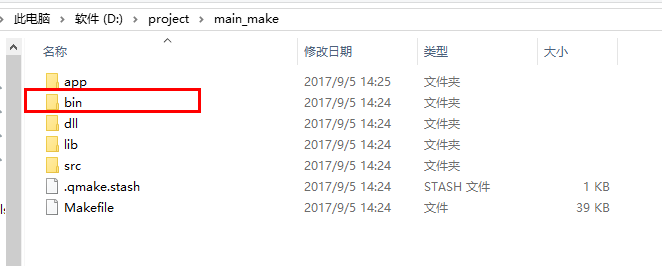 此电脑 > 软件 (D:) > project > main_make
名称 修改日期 类型 大小
app 2017/9/5 14:25 文件夹
bin 2017/9/5 14:24 文件夹
dll 2017/9/5 14:24 文件夹
lib 2017/9/5 14:24 文件夹
src 2017/9/5 14:24 文件夹
.qmake.stash 2017/9/5 14:24 STASH 文件 1 KB
Makefile 2017/9/5 14:24 文件 39 KB